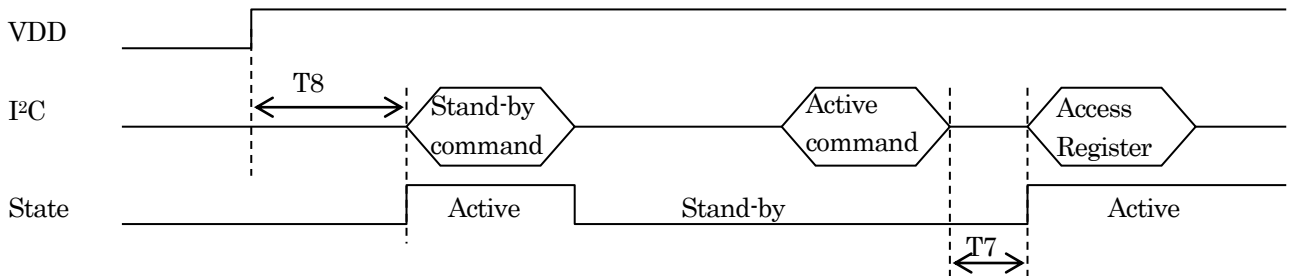 VDD
T8
I²C
Stand-by
command
Active
command
Access
Register
State
Active
Stand-by
Active
T7